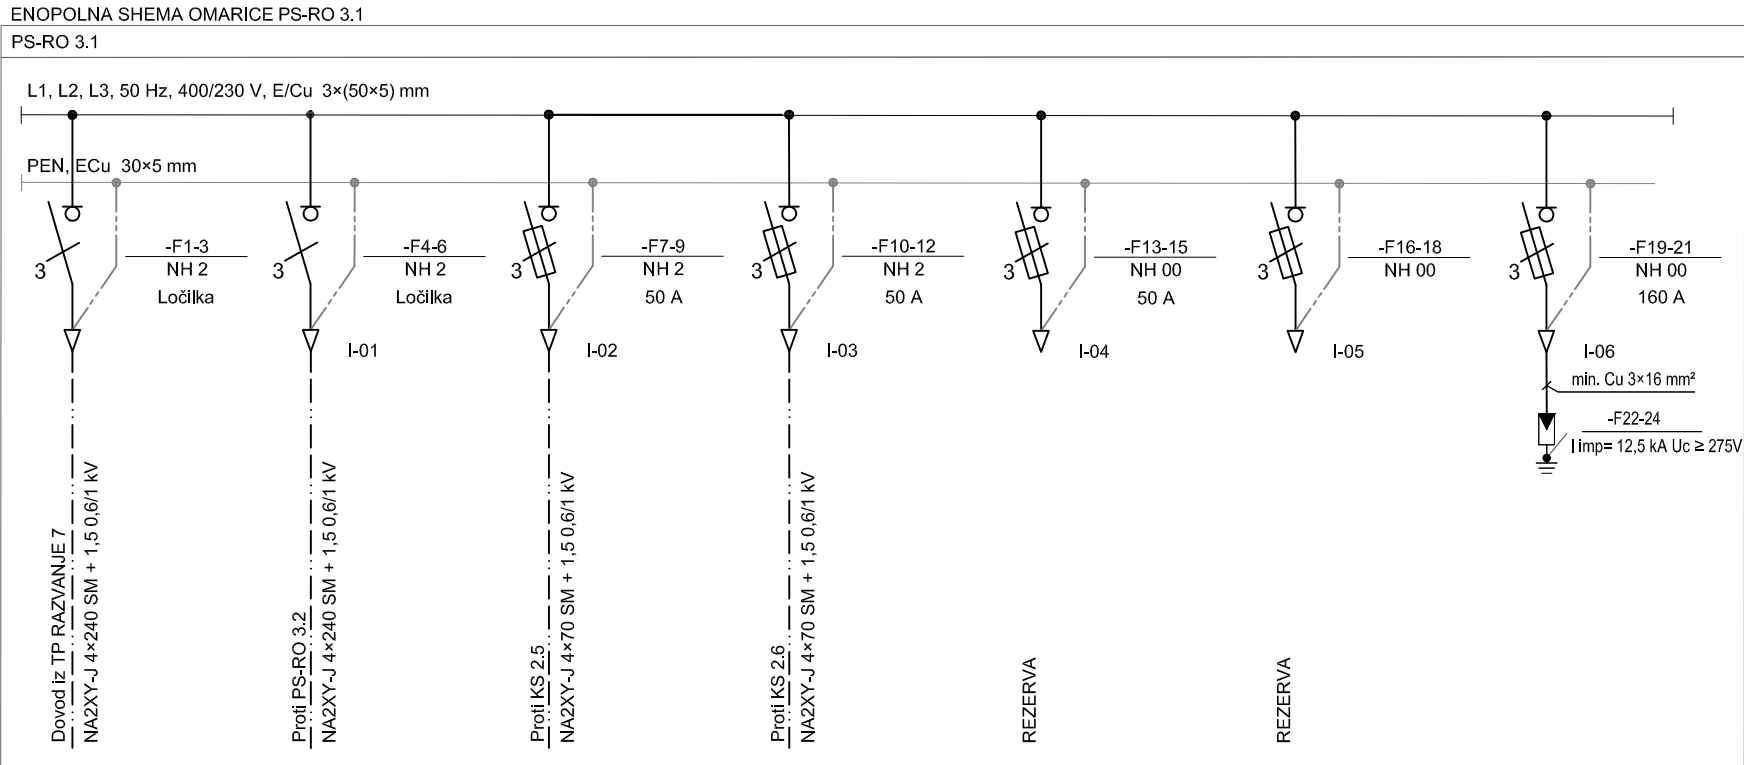 ENOPOLNA SHEMA OMARICE PS-RO 3.1
PS-RO 3.1
L1, L2, L3, 50 Hz, 400/230 V, E/Cu 3×(50×5) mm
PEN, ECu 30×5 mm
3
-F1-3
NH 2
Ločilka
Dovod iz TP RAZVANJE 7
NA2XY-J 4×240 SM + 1,5 0,6/1 kV
3
-F4-6
NH 2
Ločilka
I-01
Proti PS-RO 3.2
NA2XY-J 4×240 SM + 1,5 0,6/1 kV
3
-F7-9
NH 2
50 A
I-02
Proti KS 2.5
NA2XY-J 4×70 SM + 1,5 0,6/1 kV
3
-F10-12
NH 2
50 A
I-03
Proti KS 2.6
NA2XY-J 4×70 SM + 1,5 0,6/1 kV
3
-F13-15
NH 00
50 A
I-04
REZERVA
3
-F16-18
NH 00
I-05
REZERVA
3
-F19-21
NH 00
160 A
I-06
min. Cu 3×16 mm²
-F22-24
I imp= 12,5 kA Uc ≥ 275V